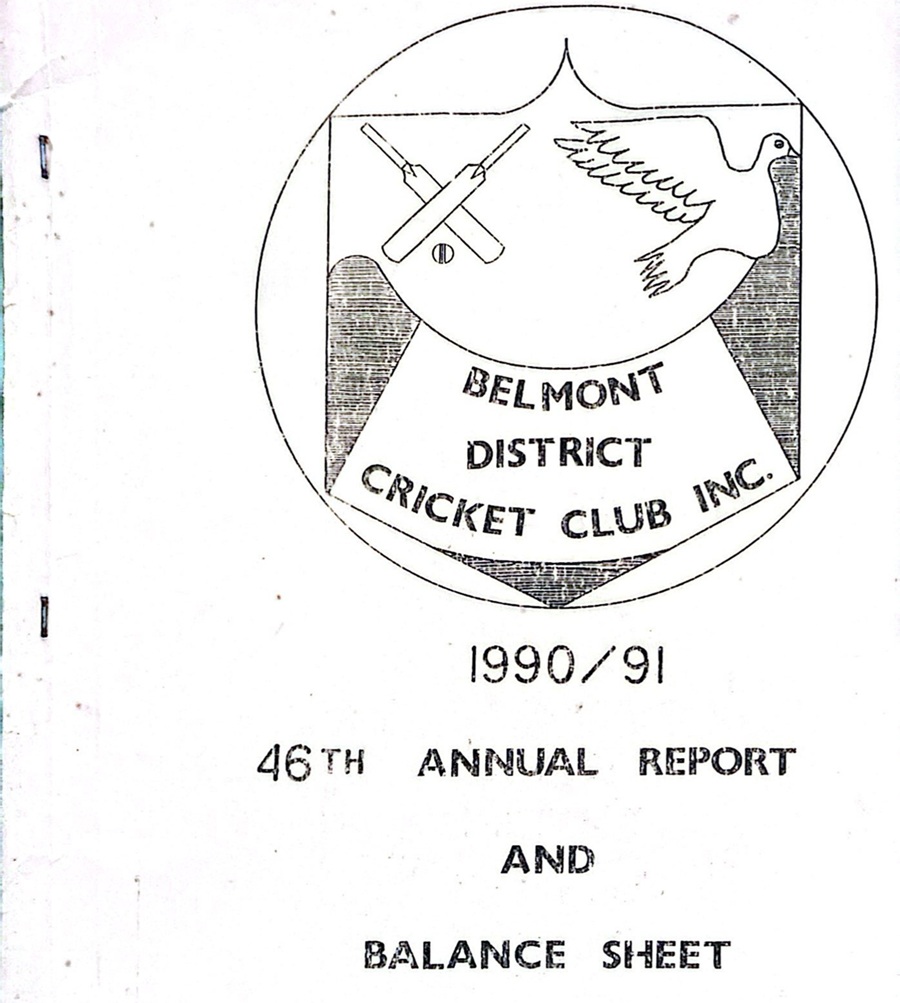 BELMONT
DISTRICT
CRICKET CLUB INC.
1990/91
46TH ANNUAL REPORT
AND
BALANCE SHEET